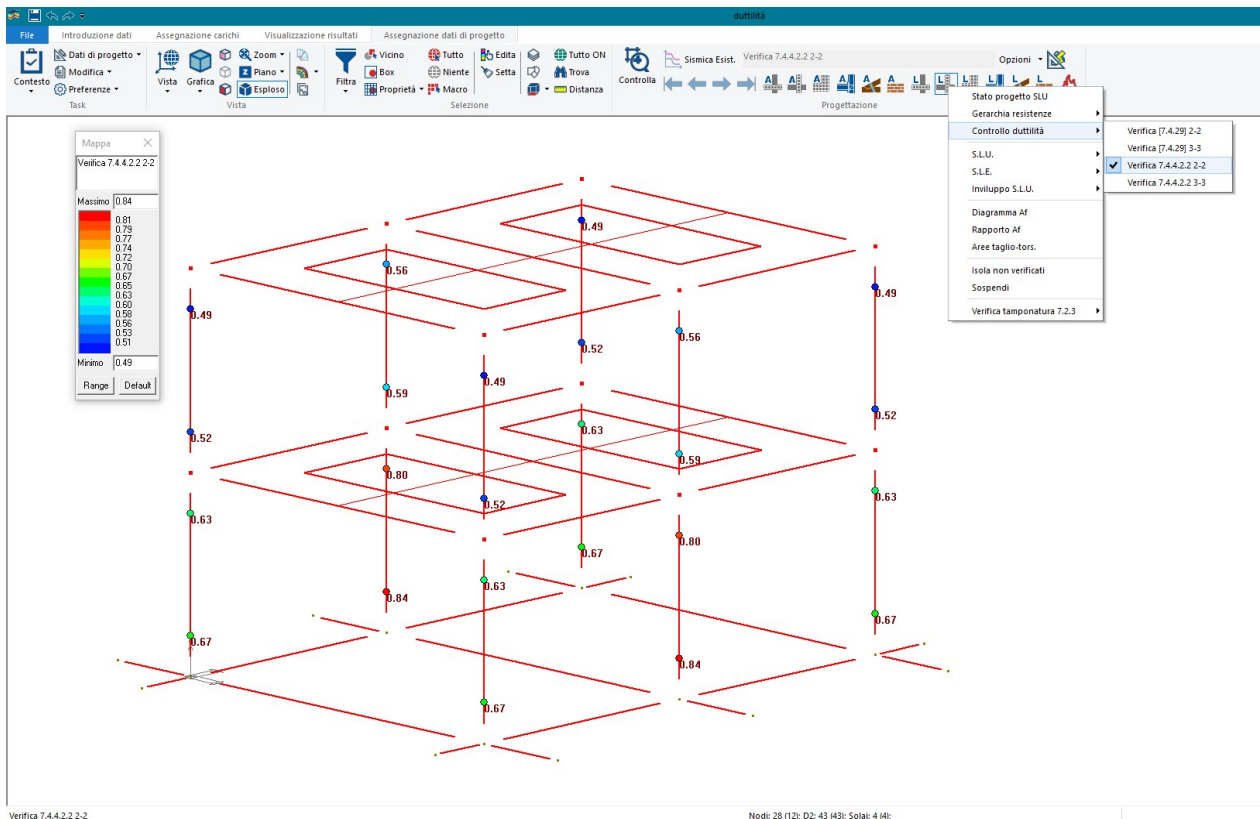 duttilità
File Introduzione dati Assegnazione carichi Visualizzazione risultati Assegnazione dati di progetto
Contesto
Dati di progetto
Modifica
Preferenze
Task
Vista
Grafica
Zoom
Piano
Esploso
Vista
Filtra
Vicino
Box
Proprietà
Tutto
Niente
Macro
Edita
Setta
Selezione
Tutto ON
Trova
Distanza
Controlla
Sismica Esist.
Verifica 7.4.4.2.2 2-2
Opzioni
Progettazione
Stato progetto SLU
Gerarchia resistenze
Controllo duttilità
S.L.U.
S.L.E.
Inviluppo S.L.U.
Diagramma Af
Rapporto Af
Aree taglio-tors.
Isola non verificati
Sospendi
Verifica tamponatura 7.2.3
Verifica [7.4.29] 2-2
Verifica [7.4.29] 3-3
Verifica 7.4.4.2.2 2-2
Verifica 7.4.4.2.2 3-3
Mappa
Verifica 7.4.4.2.2 2-2
Massimo 0.84
0.81
0.79
0.77
0.74
0.72
0.70
0.67
0.65
0.63
0.60
0.58
0.56
0.53
0.51
Minimo 0.49
Range Default
0.49
0.56
0.49
0.49
0.56
0.52
0.49
0.59
0.52
0.52
0.63
0.59
0.80
0.63
0.52
0.63
0.80
0.67
0.63
0.84
0.67
0.67
0.84
0.67
Verifica 7.4.4.2.2 2-2 Nodi: 28 (12); D2: 43 (43); Solai: 4 (4);